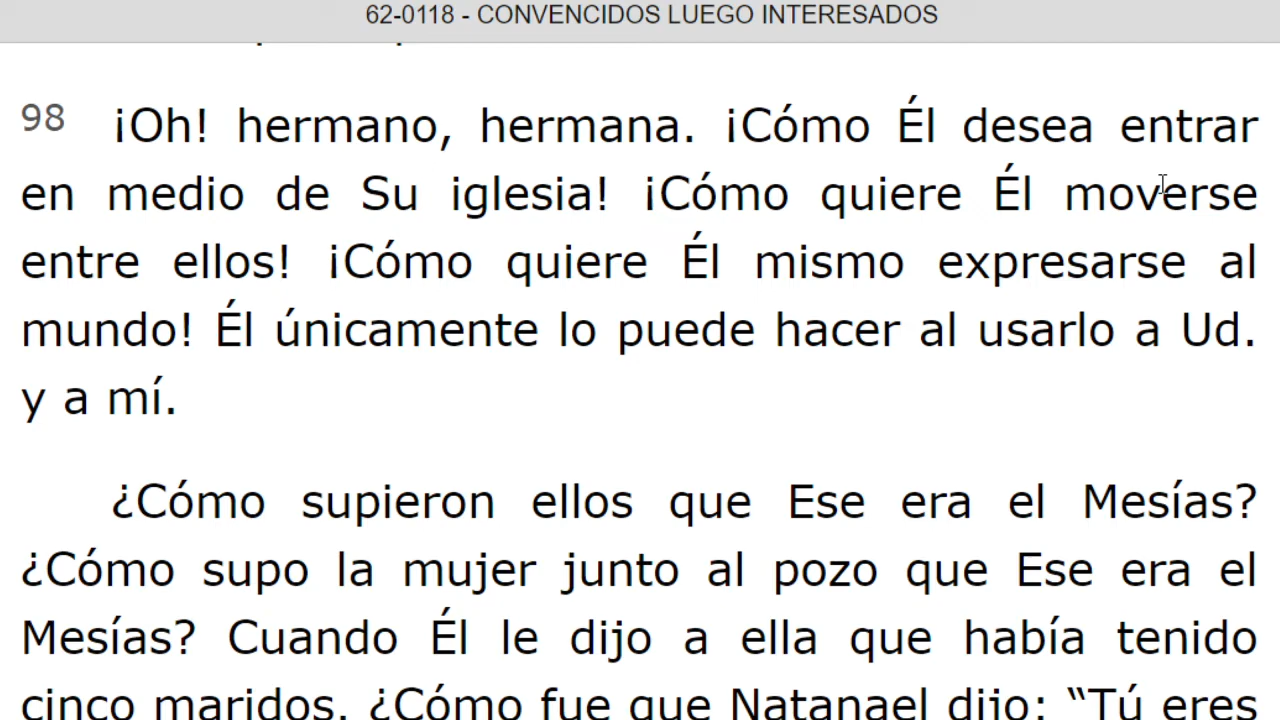 62-0118 - CONVENCIDOS LUEGO INTERESADOS
98 ¡Oh! hermano, hermana. ¡Cómo Él desea entrar
en medio de Su iglesia! ¡Cómo quiere Él moverse
entre ellos! ¡Cómo quiere Él mismo expresarse al
mundo! Él únicamente lo puede hacer al usarlo a Ud.
y a mí.
¿Cómo supieron ellos que Ese era el Mesías?
¿Cómo supo la mujer junto al pozo que Ese era el
Mesías? Cuando Él le dijo a ella que había tenido
cinco maridos. ¿Cómo fue que Natanael dijo: “Tú eres